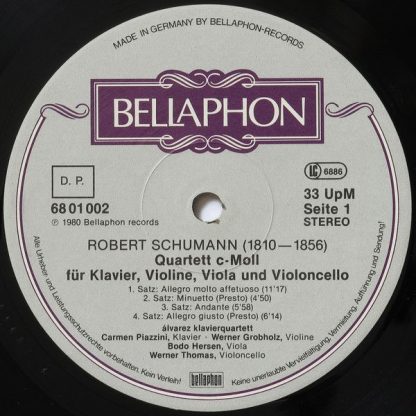 MADE IN GERMANY BY BELLAPHON-RECORDS
BELLAPHON
D. P.
LC 6886
68 01 002
℗ 1980 Bellaphon records
33 UpM
Seite 1
STEREO
ROBERT SCHUMANN (1810—1856)
Quartett c-Moll
für Klavier, Violine, Viola und Violoncello
1. Satz: Allegro molto affetuoso (11'17)
2. Satz: Minuetto (Presto) (4'50)
3. Satz: Andante (5'58)
4. Satz: Allegro giusto (Presto) (6'14)
álvarez klavierquartett
Carmen Piazzini, Klavier · Werner Grobholz, Violine
Bodo Hersen, Viola
Werner Thomas, Violoncello
Alle Urheber- und Leistungsschutzrechte vorbehalten. Kein Verleih! Keine unerlaubte Vervielfältigung, Vermietung, Aufführung und Sendung!
bellaphon